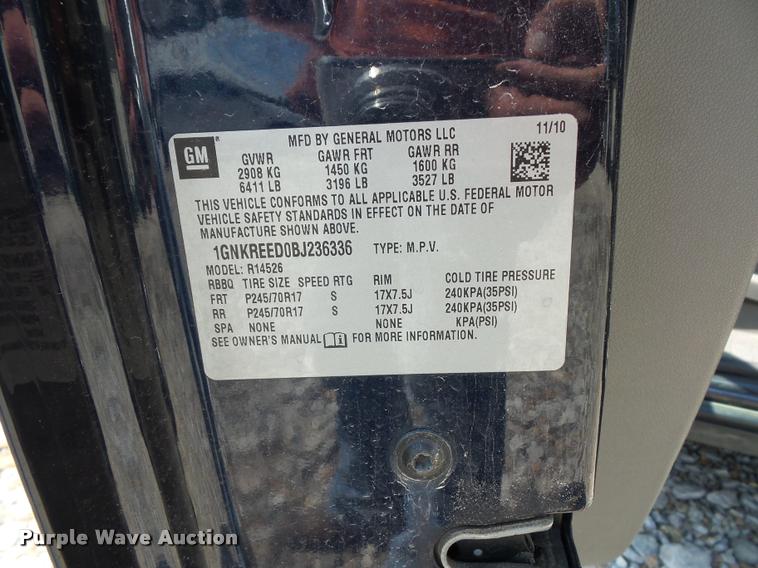 GM
MFD BY GENERAL MOTORS LLC 11/10
GVWR GAWR FRT GAWR RR
2908 KG 1450 KG 1600 KG
6411 LB 3196 LB 3527 LB
THIS VEHICLE CONFORMS TO ALL APPLICABLE U.S. FEDERAL MOTOR
VEHICLE SAFETY STANDARDS IN EFFECT ON THE DATE OF
MANUFACTURE SHOWN ABOVE.
1GNKREED0BJ236336 TYPE: M.P.V.
MODEL: R14526
RBBQ TIRE SIZE SPEED RTG RIM COLD TIRE PRESSURE
FRT P245/70R17 S 17X7.5J 240KPA(35PSI)
RR P245/70R17 S 17X7.5J 240KPA(35PSI)
SPA NONE NONE KPA(PSI)
SEE OWNER'S MANUAL FOR MORE INFORMATION.
Purple Wave Auction